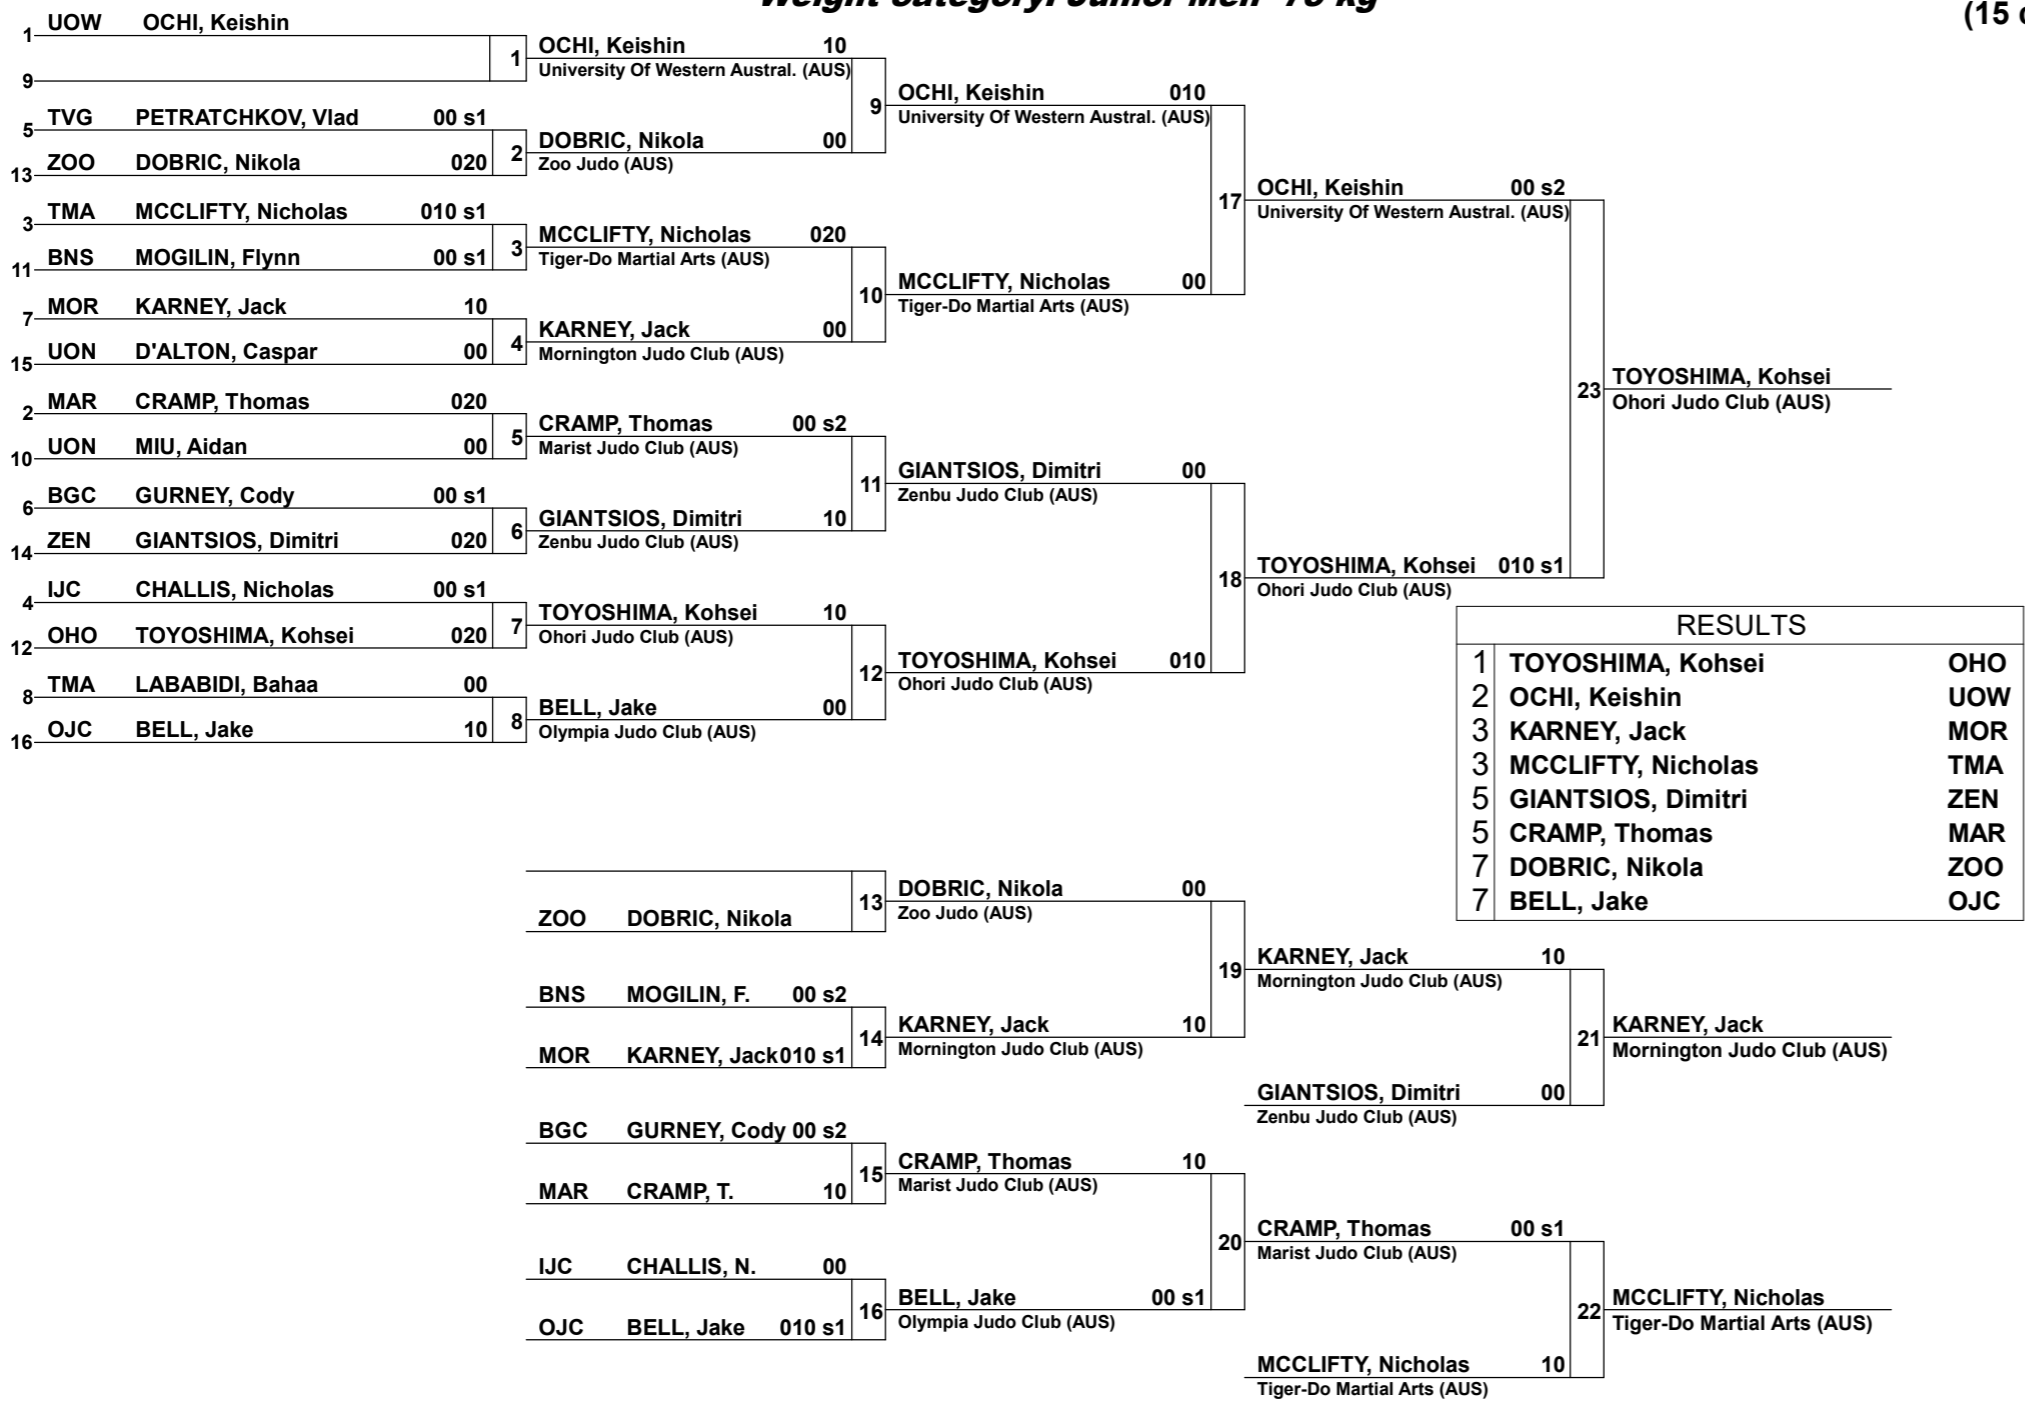 (15
1 UOW OCHI, Keishin
9
1
5 TVG PETRATCHKOV, Vlad 00 s1
13 ZOO DOBRIC, Nikola 020
2
3 TMA MCCLIFTY, Nicholas 010 s1
11 BNS MOGILIN, Flynn 00 s1
3
7 MOR KARNEY, Jack 10
15 UON D'ALTON, Caspar 00
4
2 MAR CRAMP, Thomas 020
10 UON MIU, Aidan 00
5
6 BGC GURNEY, Cody 00 s1
14 ZEN GIANTSIOS, Dimitri 020
6
4 IJC CHALLIS, Nicholas 00 s1
12 OHO TOYOSHIMA, Kohsei 020
7
8 TMA LABABIDI, Bahaa 00
16 OJC BELL, Jake 10
8
OCHI, Keishin 10
University Of Western Austral. (AUS)
9
DOBRIC, Nikola 00
Zoo Judo (AUS)
MCCLIFTY, Nicholas 020
Tiger-Do Martial Arts (AUS)
10
KARNEY, Jack 00
Mornington Judo Club (AUS)
CRAMP, Thomas 00 s2
Marist Judo Club (AUS)
11
GIANTSIOS, Dimitri 10
Zenbu Judo Club (AUS)
TOYOSHIMA, Kohsei 10
Ohori Judo Club (AUS)
12
BELL, Jake 00
Olympia Judo Club (AUS)
OCHI, Keishin 010
University Of Western Austral. (AUS)
17
MCCLIFTY, Nicholas 00
Tiger-Do Martial Arts (AUS)
GIANTSIOS, Dimitri 00
Zenbu Judo Club (AUS)
18
TOYOSHIMA, Kohsei 010
Ohori Judo Club (AUS)
OCHI, Keishin 00 s2
University Of Western Austral. (AUS)
23
TOYOSHIMA, Kohsei 010 s1
Ohori Judo Club (AUS)
TOYOSHIMA, Kohsei
Ohori Judo Club (AUS)
RESULTS
1 TOYOSHIMA, Kohsei OHO
2 OCHI, Keishin UOW
3 KARNEY, Jack MOR
3 MCCLIFTY, Nicholas TMA
5 GIANTSIOS, Dimitri ZEN
5 CRAMP, Thomas MAR
7 DOBRIC, Nikola ZOO
7 BELL, Jake OJC
13
ZOO DOBRIC, Nikola
BNS MOGILIN, F. 00 s2
14
MOR KARNEY, Jack 010 s1
BGC GURNEY, Cody 00 s2
15
MAR CRAMP, T. 10
IJC CHALLIS, N. 00
16
OJC BELL, Jake 010 s1
DOBRIC, Nikola 00
Zoo Judo (AUS)
19
KARNEY, Jack 10
Mornington Judo Club (AUS)
CRAMP, Thomas 10
Marist Judo Club (AUS)
20
BELL, Jake 00 s1
Olympia Judo Club (AUS)
KARNEY, Jack 10
Mornington Judo Club (AUS)
21
GIANTSIOS, Dimitri 00
Zenbu Judo Club (AUS)
CRAMP, Thomas 00 s1
Marist Judo Club (AUS)
22
MCCLIFTY, Nicholas 10
Tiger-Do Martial Arts (AUS)
KARNEY, Jack
Mornington Judo Club (AUS)
MCCLIFTY, Nicholas
Tiger-Do Martial Arts (AUS)